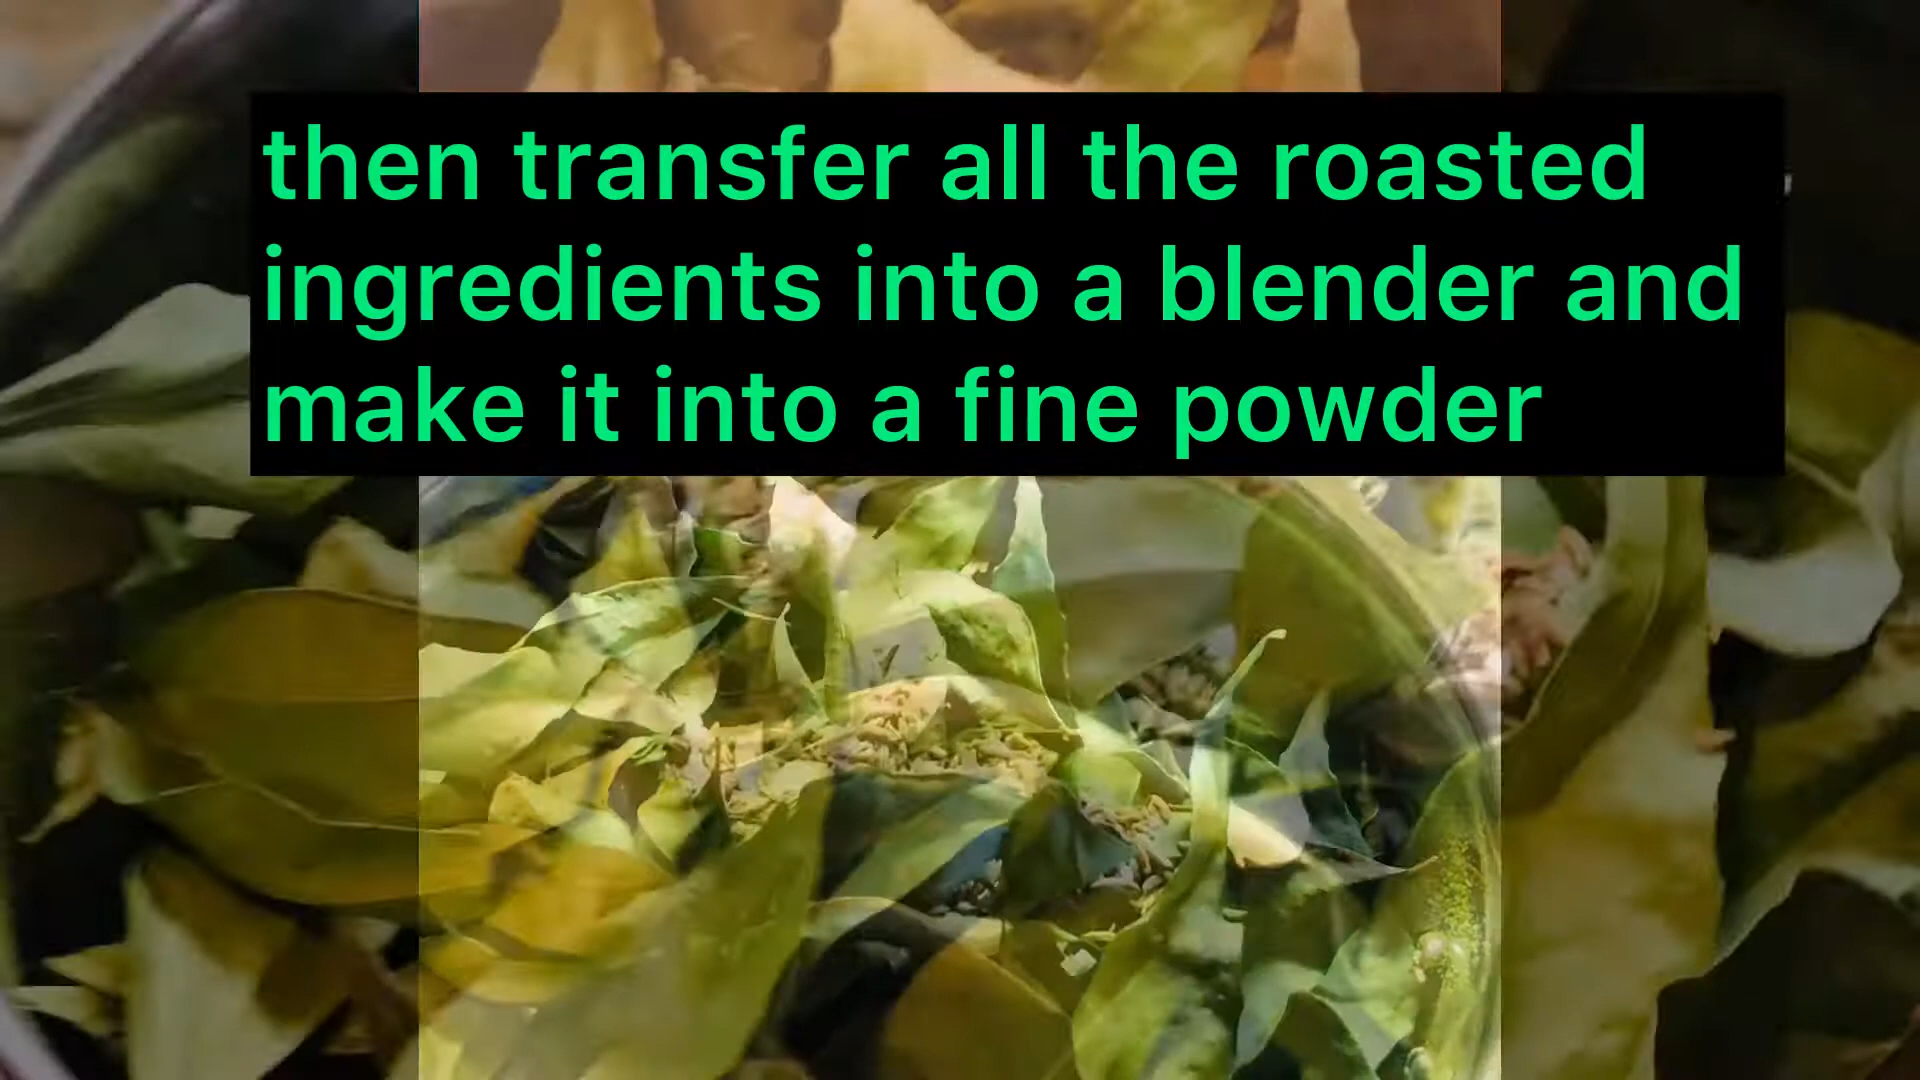 then transfer all the roasted
ingredients into a blender and
make it into a fine powder